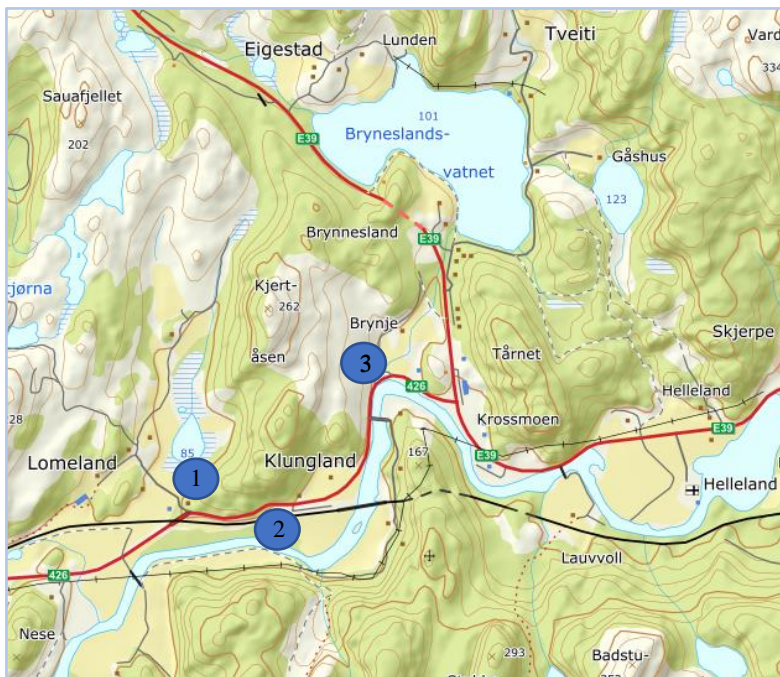 Eigestad
Lunden
Tveiti
Vard
334
Sauafjellet
202
101
Bryneslands-
vatnet
E39
Gåshus
123
Brynnesland
E39
tjørna
Kjert-
262
åsen
Brynje
Tårnet
Skjerpe
3
426
Helleland
28
85
Krossmoen
E39
Lomeland
Klungland
167
E39
Helleland
1
2
Lauvvoll
426
Nese
293
Badstu-